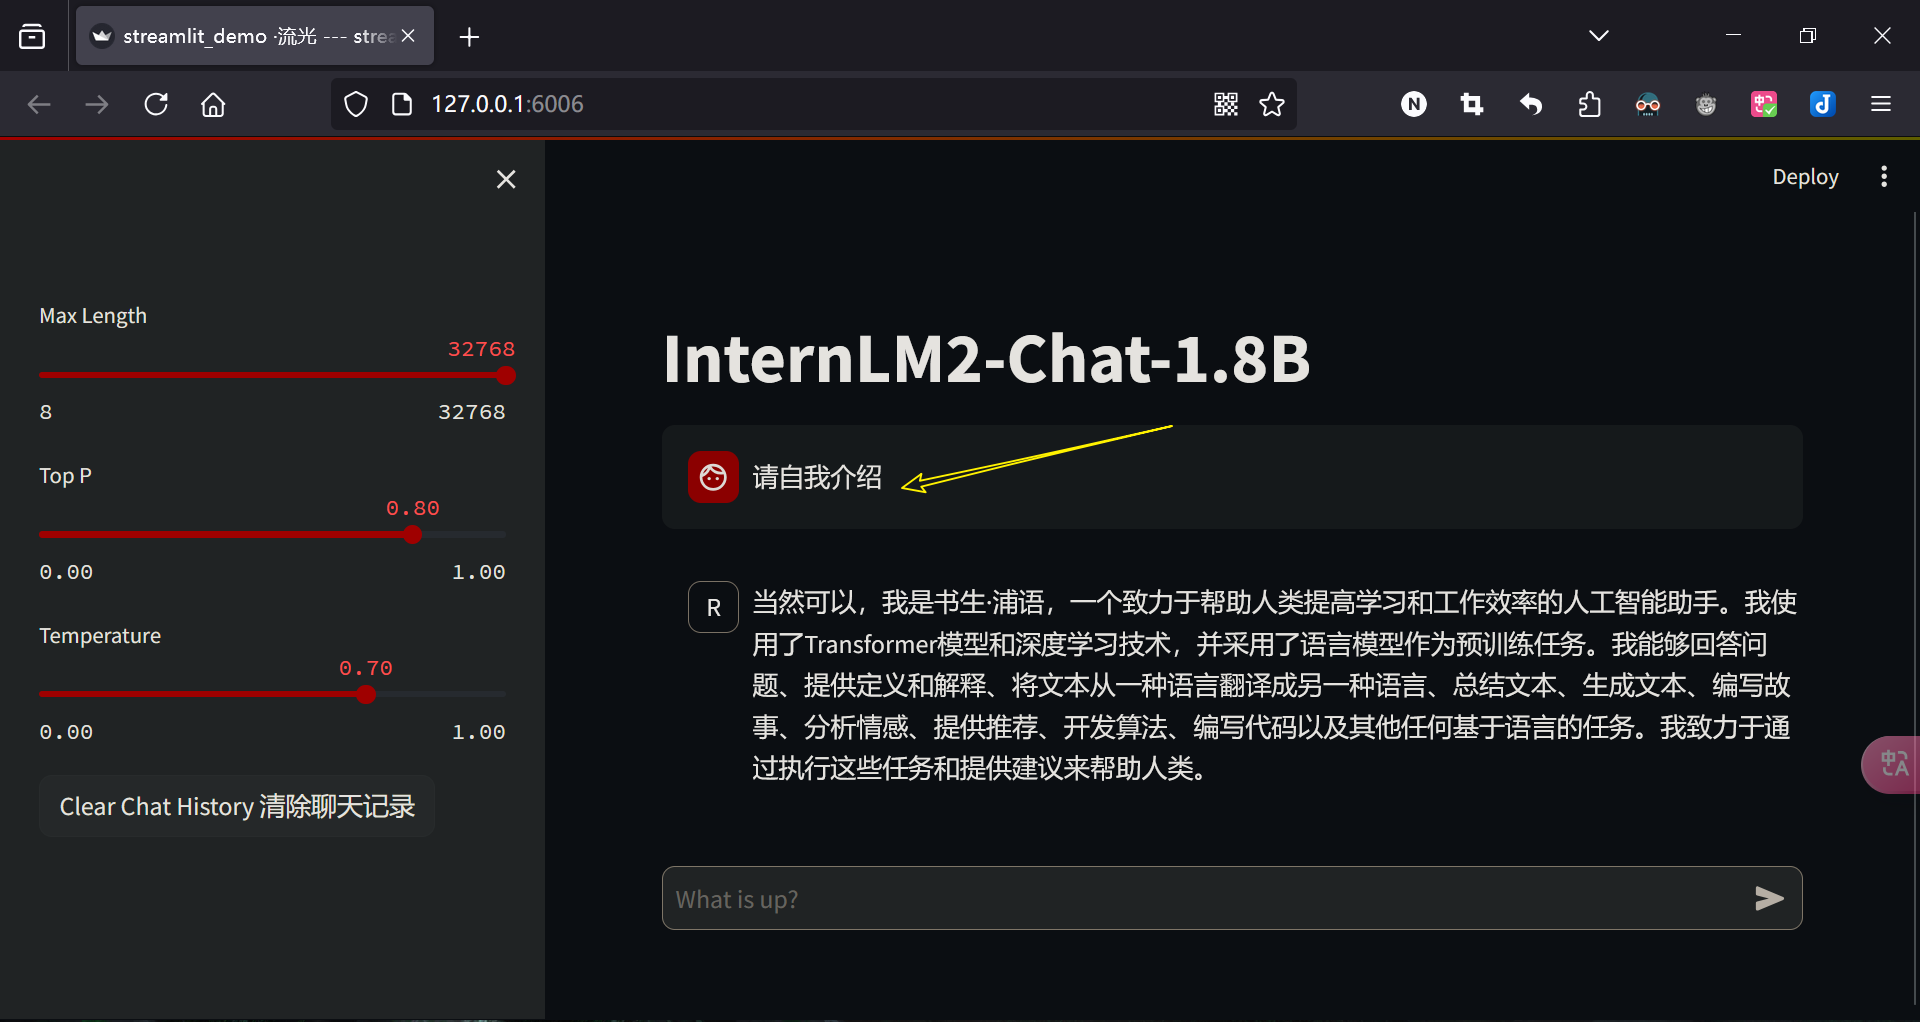 streamlit_demo ·流光 --- strea
127.0.0.1:6006
Deploy
Max Length
32768
8 32768
Top P
0.80
0.00 1.00
Temperature
0.70
0.00 1.00
Clear Chat History 清除聊天记录
InternLM2-Chat-1.8B
请自我介绍
R
当然可以，我是书生·浦语，一个致力于帮助人类提高学习和工作效率的人工智能助手。我使
用了Transformer模型和深度学习技术，并采用了语言模型作为预训练任务。我能够回答问
题、提供定义和解释、将文本从一种语言翻译成另一种语言、总结文本、生成文本、编写故
事、分析情感、提供推荐、开发算法、编写代码以及其他任何基于语言的任务。我致力于通
过执行这些任务和提供建议来帮助人类。
What is up?